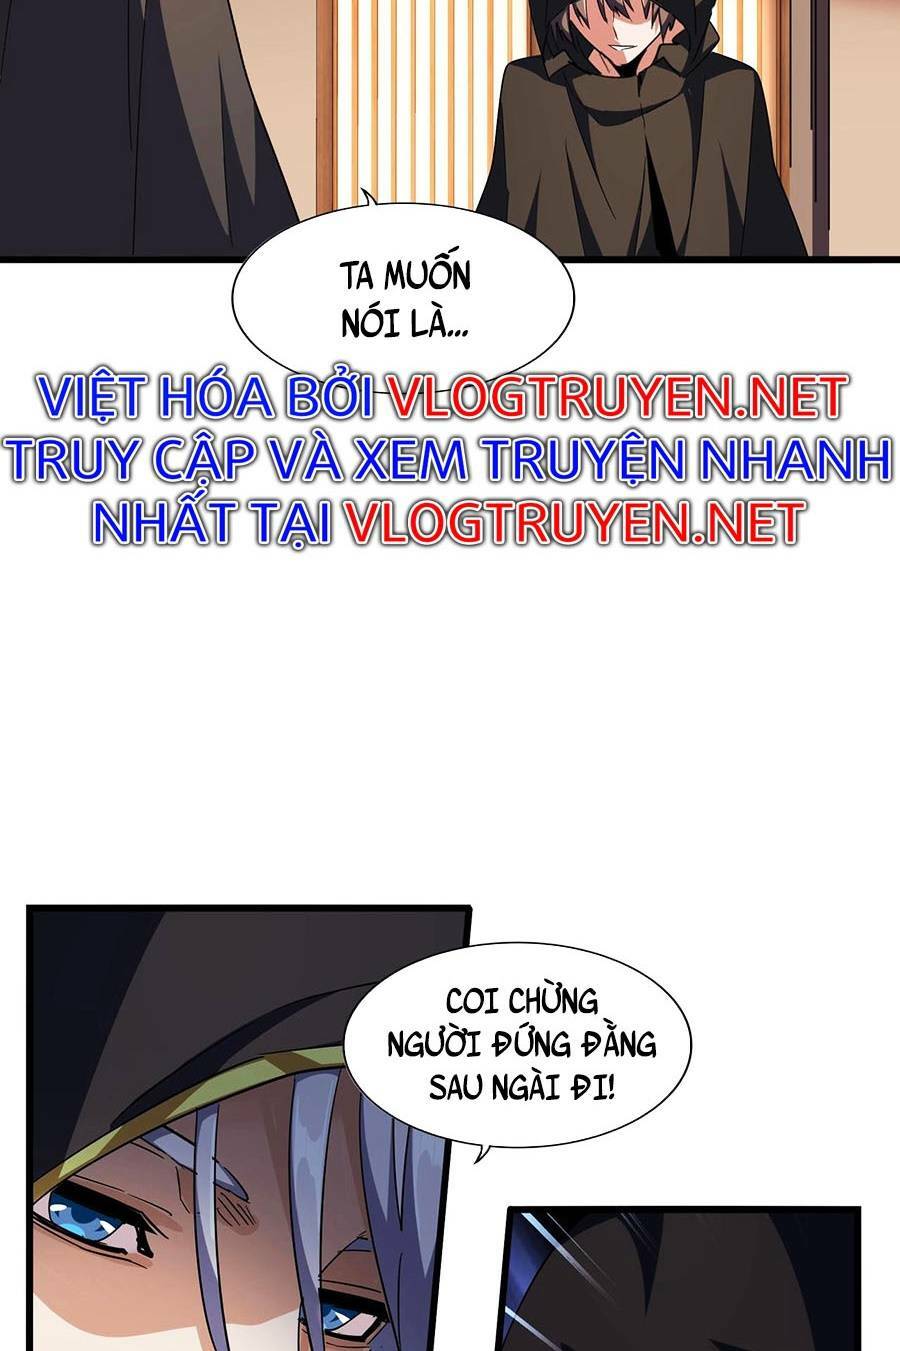 TA MUỐN
NÓI LÀ...
VIỆT HÓA BỞI VLOGTRUYEN.NET
TRUY CẬP VÀ XEM TRUYỆN NHANH
NHẤT TẠI VLOGTRUYEN.NET
COI CHỪNG
NGƯỜI ĐỨNG ĐẰNG
SAU NGÀI ĐI!